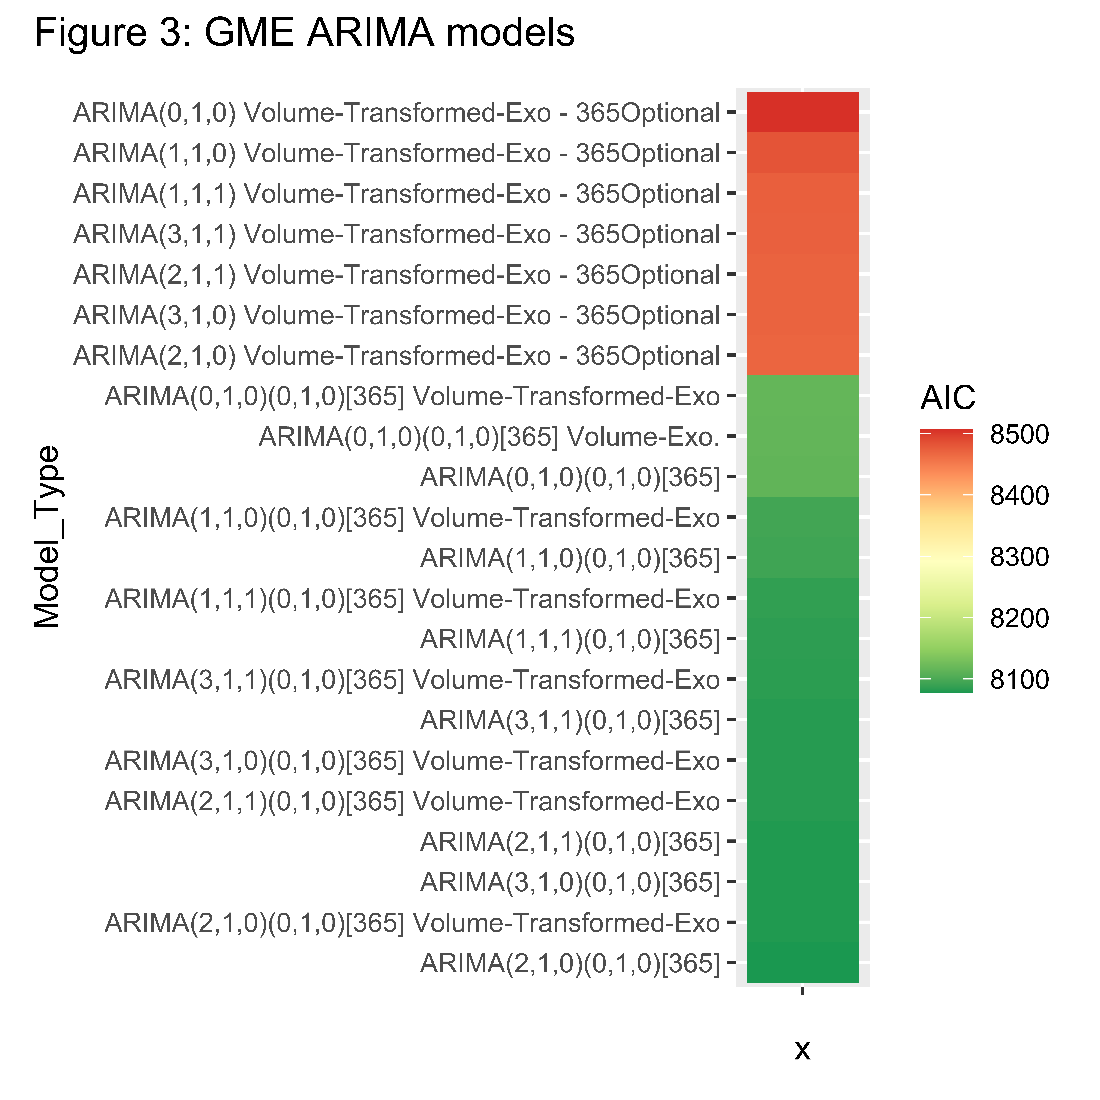 Figure 3: GME ARIMA models
ARIMA(0,1,0) Volume-Transformed-Exo - 365Optional
ARIMA(1,1,0) Volume-Transformed-Exo - 365Optional
ARIMA(1,1,1) Volume-Transformed-Exo - 365Optional
ARIMA(3,1,1) Volume-Transformed-Exo - 365Optional
ARIMA(2,1,1) Volume-Transformed-Exo - 365Optional
ARIMA(3,1,0) Volume-Transformed-Exo - 365Optional
ARIMA(2,1,0) Volume-Transformed-Exo - 365Optional
ARIMA(0,1,0)(0,1,0)[365] Volume-Transformed-Exo
ARIMA(0,1,0)(0,1,0)[365] Volume-Exo.
ARIMA(0,1,0)(0,1,0)[365]
ARIMA(1,1,0)(0,1,0)[365] Volume-Transformed-Exo
ARIMA(1,1,0)(0,1,0)[365]
ARIMA(1,1,1)(0,1,0)[365] Volume-Transformed-Exo
ARIMA(1,1,1)(0,1,0)[365]
ARIMA(3,1,1)(0,1,0)[365] Volume-Transformed-Exo
ARIMA(3,1,1)(0,1,0)[365]
ARIMA(3,1,0)(0,1,0)[365] Volume-Transformed-Exo
ARIMA(2,1,1)(0,1,0)[365] Volume-Transformed-Exo
ARIMA(2,1,1)(0,1,0)[365]
ARIMA(3,1,0)(0,1,0)[365]
ARIMA(2,1,0)(0,1,0)[365] Volume-Transformed-Exo
ARIMA(2,1,0)(0,1,0)[365]
Model_Type
x
AIC
8500
8400
8300
8200
8100